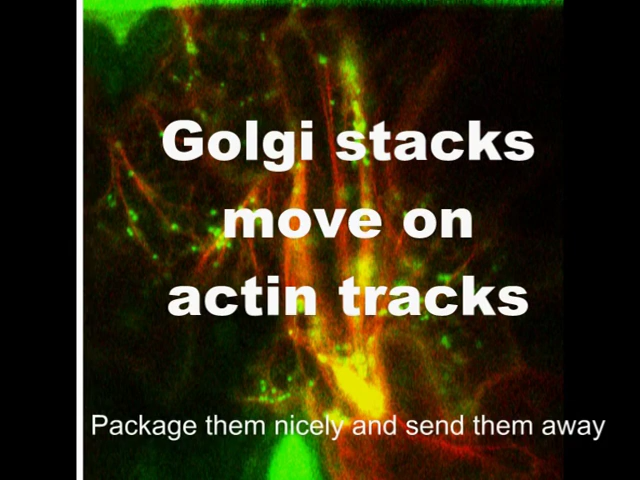 Golgi stacks
move on
actin tracks
Package them nicely and send them away